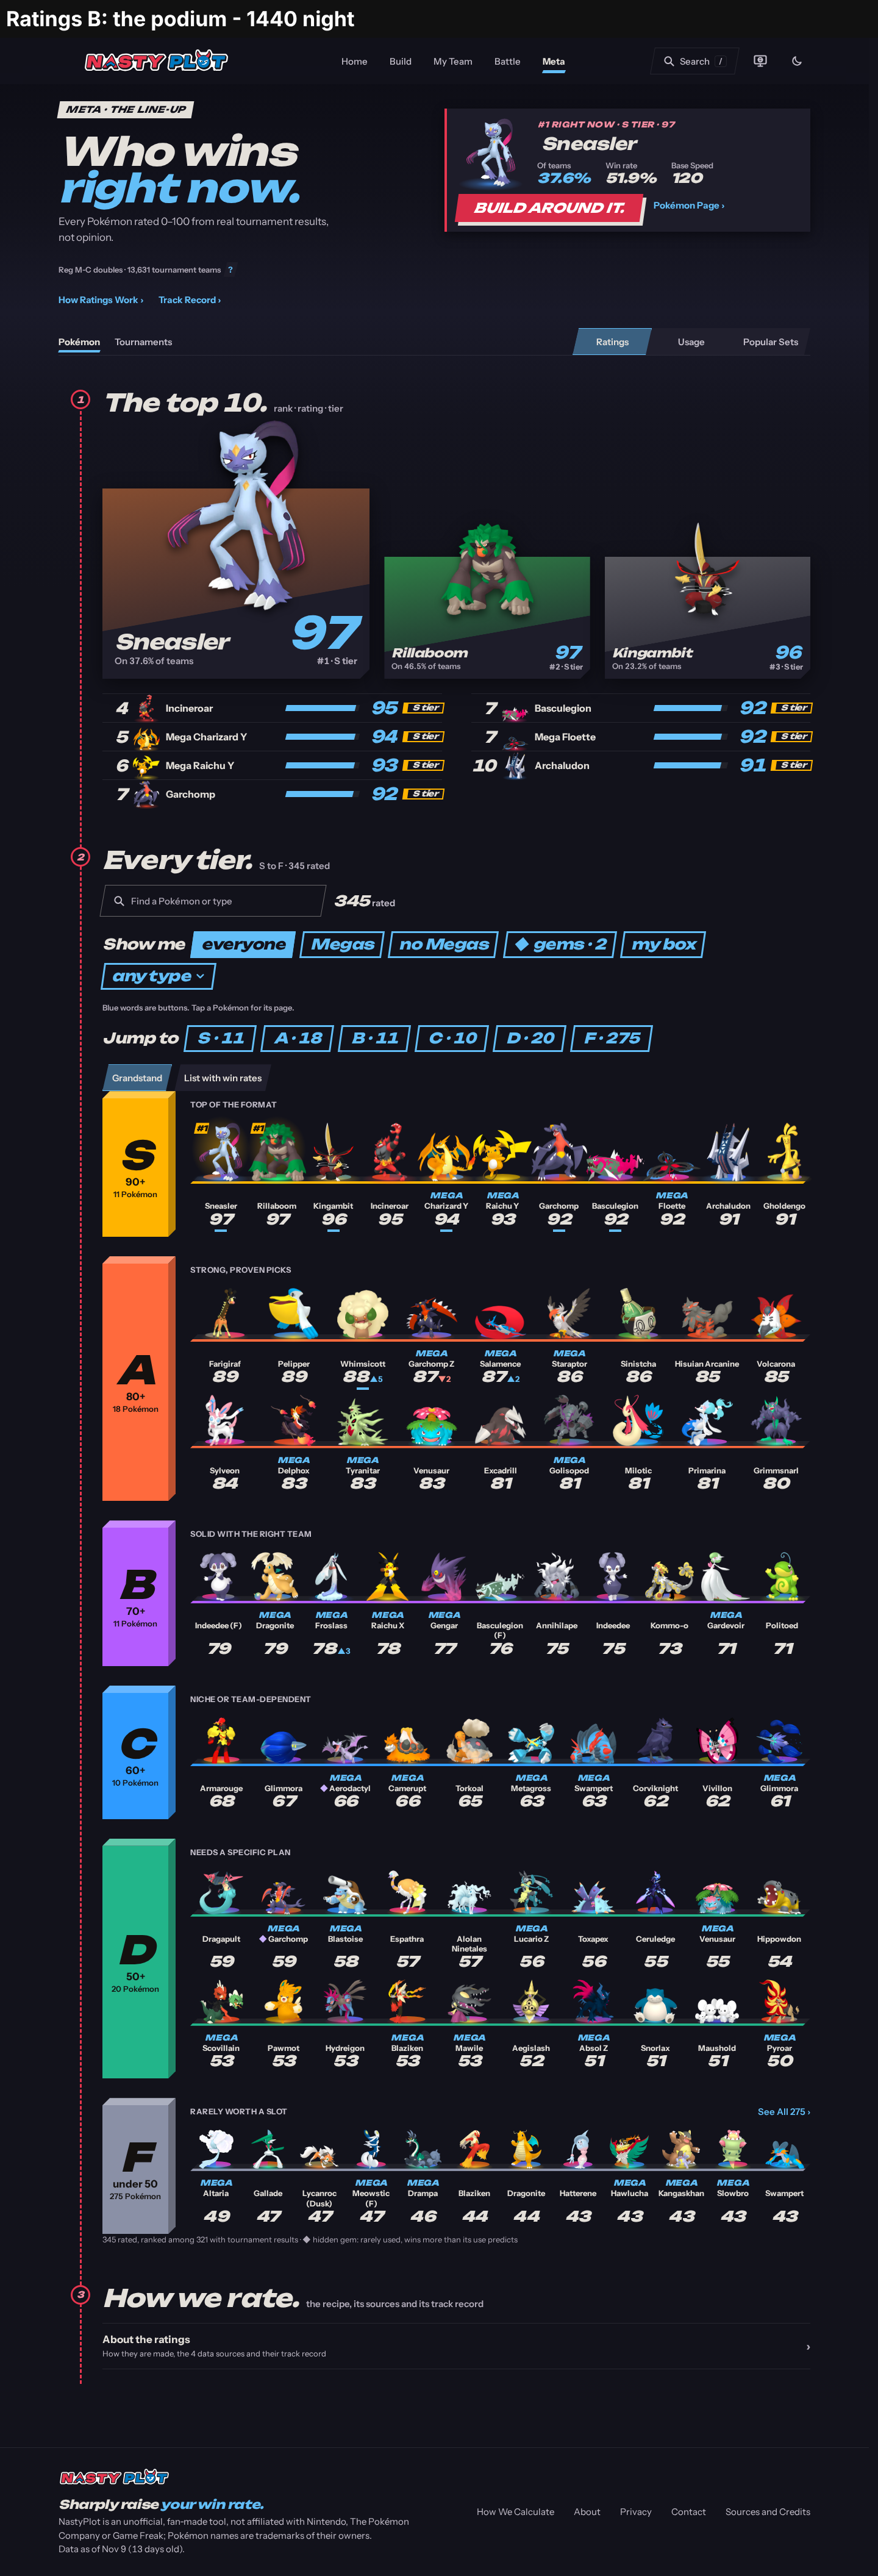 Ratings B: the podium - 1440 night
NASTY PLOT
Home Build My Team Battle Meta
Search /
META · THE LINE-UP
Who wins
right now.
Every Pokémon rated 0–100 from real tournament results,
not opinion.
Reg M-C doubles · 13,631 tournament teams ?
How Ratings Work › Track Record ›
#1 RIGHT NOW · S TIER · 97
Sneasler
Of teams Win rate Base Speed
37.6% 51.9% 120
BUILD AROUND IT.
Pokémon Page ›
Pokémon Tournaments
Ratings Usage Popular Sets
1
The top 10. rank · rating · tier
Sneasler 97
On 37.6% of teams #1 · S tier
Rillaboom 97
On 46.5% of teams #2 · S tier
Kingambit 96
On 23.2% of teams #3 · S tier
4 Incineroar 95 S tier
5 Mega Charizard Y 94 S tier
6 Mega Raichu Y 93 S tier
7 Garchomp 92 S tier
7 Basculegion 92 S tier
7 Mega Floette 92 S tier
10 Archaludon 91 S tier
2
Every tier. S to F · 345 rated
Find a Pokémon or type
345 rated
Show me everyone Megas no Megas ◆ gems · 2 my box
any type
Blue words are buttons. Tap a Pokémon for its page.
Jump to S · 11 A · 18 B · 11 C · 10 D · 20 F · 275
Grandstand List with win rates
S
90+
11 Pokémon
TOP OF THE FORMAT
#1 #1
MEGA MEGA MEGA
Sneasler Rillaboom Kingambit Incineroar Charizard Y Raichu Y Garchomp Basculegion Floette Archaludon Gholdengo
97 97 96 95 94 93 92 92 92 91 91
A
80+
18 Pokémon
STRONG, PROVEN PICKS
MEGA MEGA MEGA
Farigiraf Pelipper Whimsicott Garchomp Z Salamence Staraptor Sinistcha Hisuian Arcanine Volcarona
89 89 88▲5 87▼2 87▲2 86 86 85 85
MEGA MEGA MEGA
Sylveon Delphox Tyranitar Venusaur Excadrill Golisopod Milotic Primarina Grimmsnarl
84 83 83 83 81 81 81 81 80
B
70+
11 Pokémon
SOLID WITH THE RIGHT TEAM
MEGA MEGA MEGA MEGA MEGA
Indeedee (F) Dragonite Froslass Raichu X Gengar Basculegion (F) Annihilape Indeedee Kommo-o Gardevoir Politoed
79 79 78▲3 78 77 76 75 75 73 71 71
C
60+
10 Pokémon
NICHE OR TEAM-DEPENDENT
MEGA MEGA MEGA MEGA MEGA
Armarouge Glimmora ◆ Aerodactyl Camerupt Torkoal Metagross Swampert Corviknight Vivillon Glimmora
68 67 66 66 65 63 63 62 62 61
D
50+
20 Pokémon
NEEDS A SPECIFIC PLAN
MEGA MEGA MEGA MEGA
Dragapult ◆ Garchomp Blastoise Espathra Alolan Ninetales Lucario Z Toxapex Ceruledge Venusaur Hippowdon
59 59 58 57 57 56 56 55 55 54
MEGA MEGA MEGA MEGA MEGA
Scovillain Pawmot Hydreigon Blaziken Mawile Aegislash Absol Z Snorlax Maushold Pyroar
53 53 53 53 53 52 51 51 51 50
F
under 50
275 Pokémon
RARELY WORTH A SLOT See All 275 ›
MEGA MEGA MEGA MEGA MEGA MEGA
Altaria Gallade Lycanroc (Dusk) Meowstic (F) Drampa Blaziken Dragonite Hatterene Hawlucha Kangaskhan Slowbro Swampert
49 47 47 47 46 44 44 43 43 43 43 43
345 rated, ranked among 321 with tournament results · ◆ hidden gem: rarely used, wins more than its use predicts
3
How we rate. the recipe, its sources and its track record
About the ratings ›
How they are made, the 4 data sources and their track record
NASTY PLOT
Sharply raise your win rate.
NastyPlot is an unofficial, fan-made tool, not affiliated with Nintendo, The Pokémon
Company or Game Freak; Pokémon names are trademarks of their owners.
Data as of Nov 9 (13 days old).
How We Calculate About Privacy Contact Sources and Credits